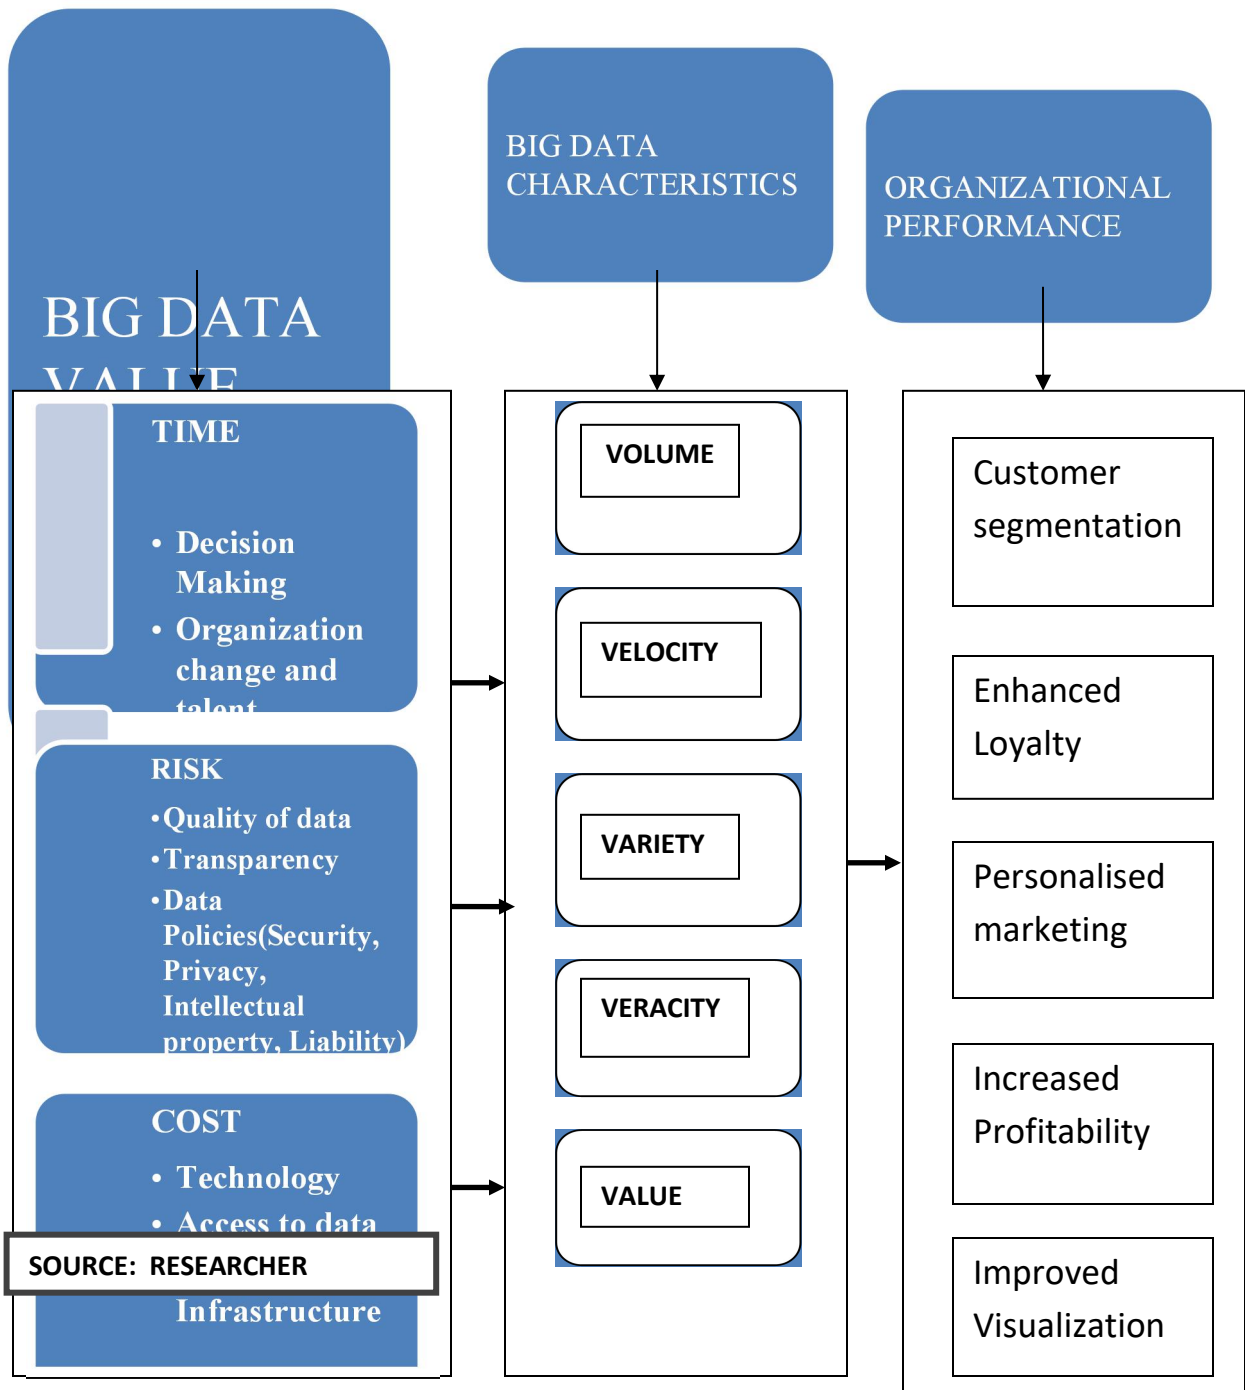 BIG DATA
VALUE
TIME
• Decision
Making
• Organization
change and
talent
RISK
•Quality of data
•Transparency
•Data
Policies(Security,
Privacy,
Intellectual
property, Liability)
COST
• Technology
• Access to data
SOURCE: RESEARCHER
Infrastructure
BIG DATA
CHARACTERISTICS
VOLUME
VELOCITY
VARIETY
VERACITY
VALUE
ORGANIZATIONAL
PERFORMANCE
Customer
segmentation
Enhanced
Loyalty
Personalised
marketing
Increased
Profitability
Improved
Visualization